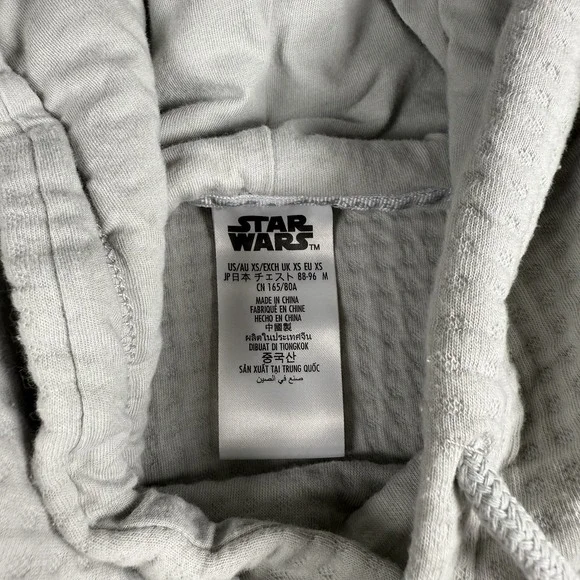 STAR
WARS™
US/AU XS/EXCH UK XS EU XS
JP日本 チェスト 88-96 M
CN 165/80A
MADE IN CHINA
FABRIQUÉ EN CHINE
HECHO EN CHINA
中國製
ผลิตในประเทศจีน
DIBUAT DI TIONGKOK
중국산
SẢN XUẤT TẠI TRUNG QUỐC
صنع في الصين